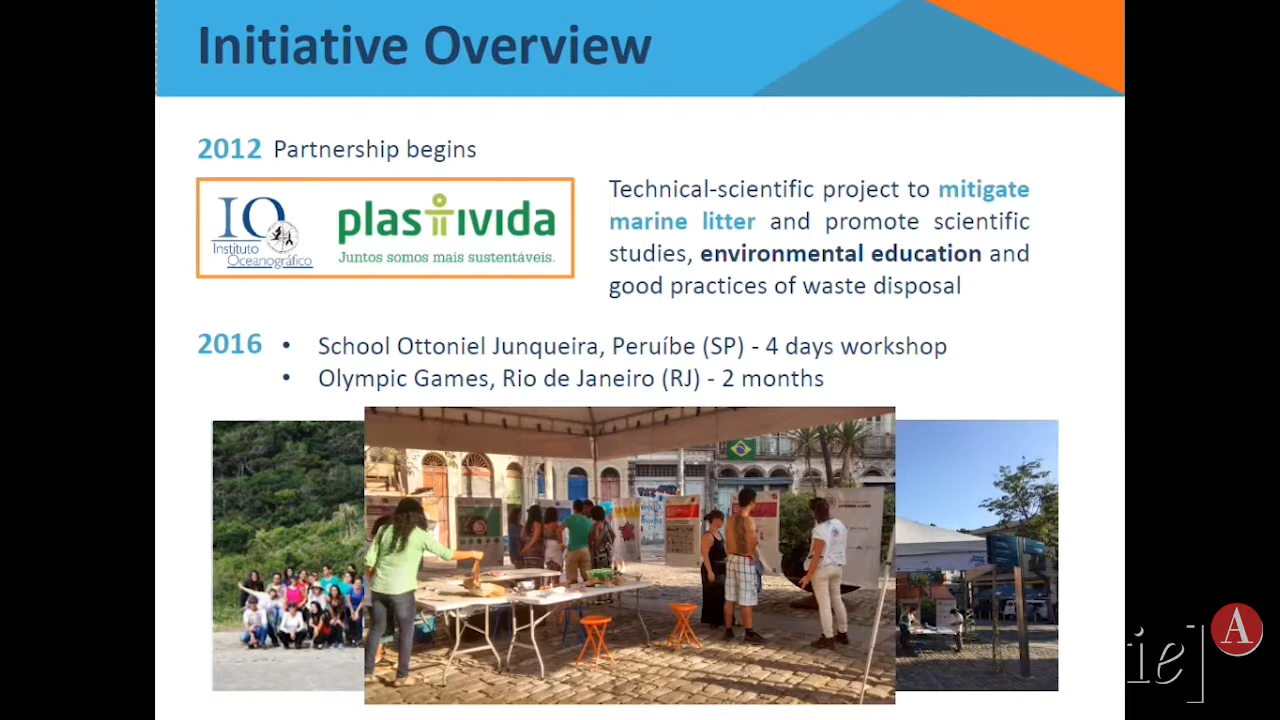 Initiative Overview
2012 Partnership begins
IO
Instituto
Oceanográfico
plastivida
Juntos somos mais sustentáveis.
Technical-scientific project to mitigate
marine litter and promote scientific
studies, environmental education and
good practices of waste disposal
2016 • School Ottoniel Junqueira, Peruíbe (SP) - 4 days workshop
• Olympic Games, Rio de Janeiro (RJ) - 2 months
ie]
A